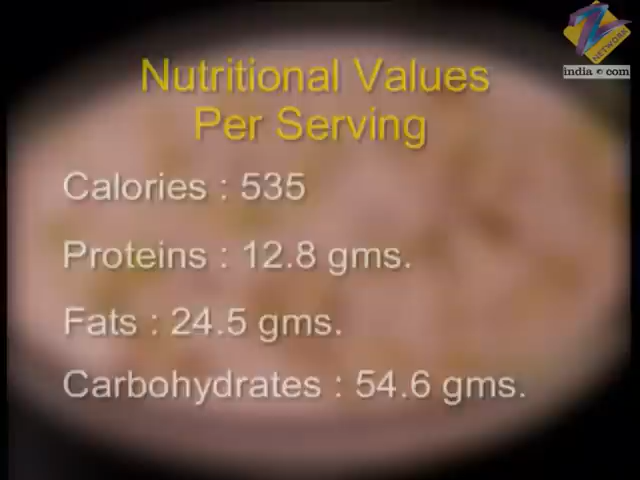 Z
NETWORK
india.com
Nutritional Values
Per Serving
Calories : 535
Proteins : 12.8 gms.
Fats : 24.5 gms.
Carbohydrates : 54.6 gms.